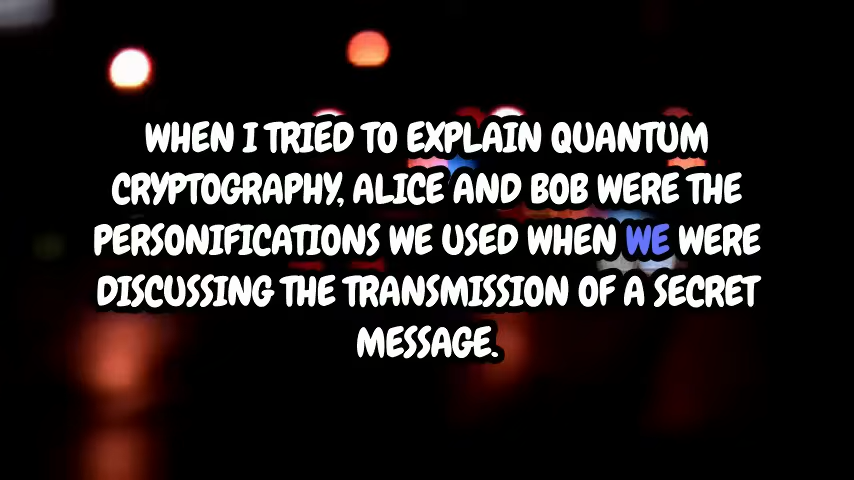 WHEN I TRIED TO EXPLAIN QUANTUM
CRYPTOGRAPHY, ALICE AND BOB WERE THE
PERSONIFICATIONS WE USED WHEN WE WERE
DISCUSSING THE TRANSMISSION OF A SECRET
MESSAGE.